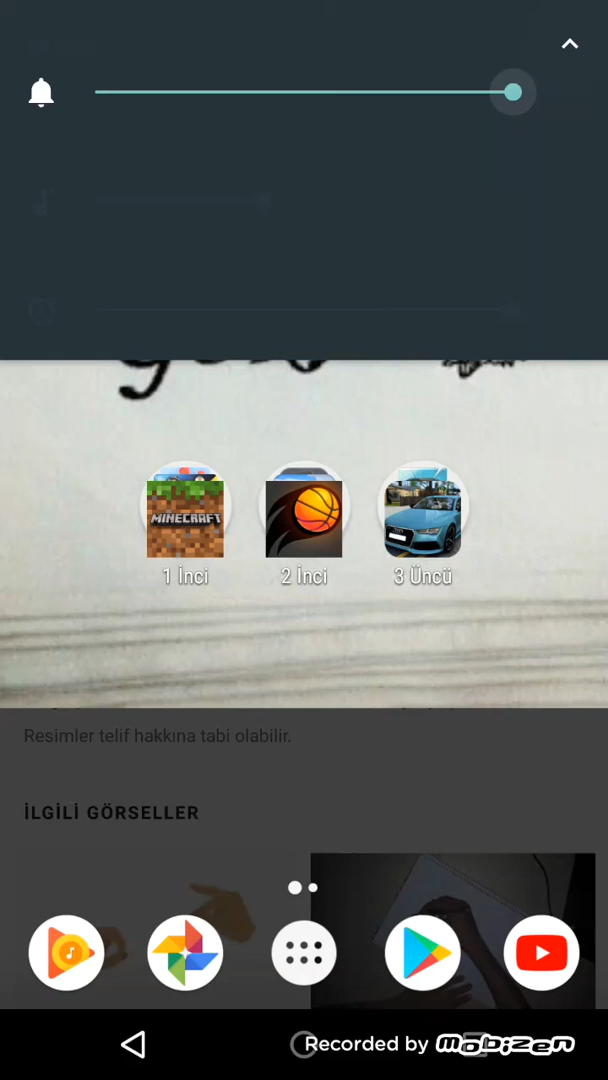 MINECRAFT
1 İnci
2 İnci
3 Üncü
Resimler telif hakkına tabi olabilir.
İLGİLİ GÖRSELLER
Recorded by mobizen